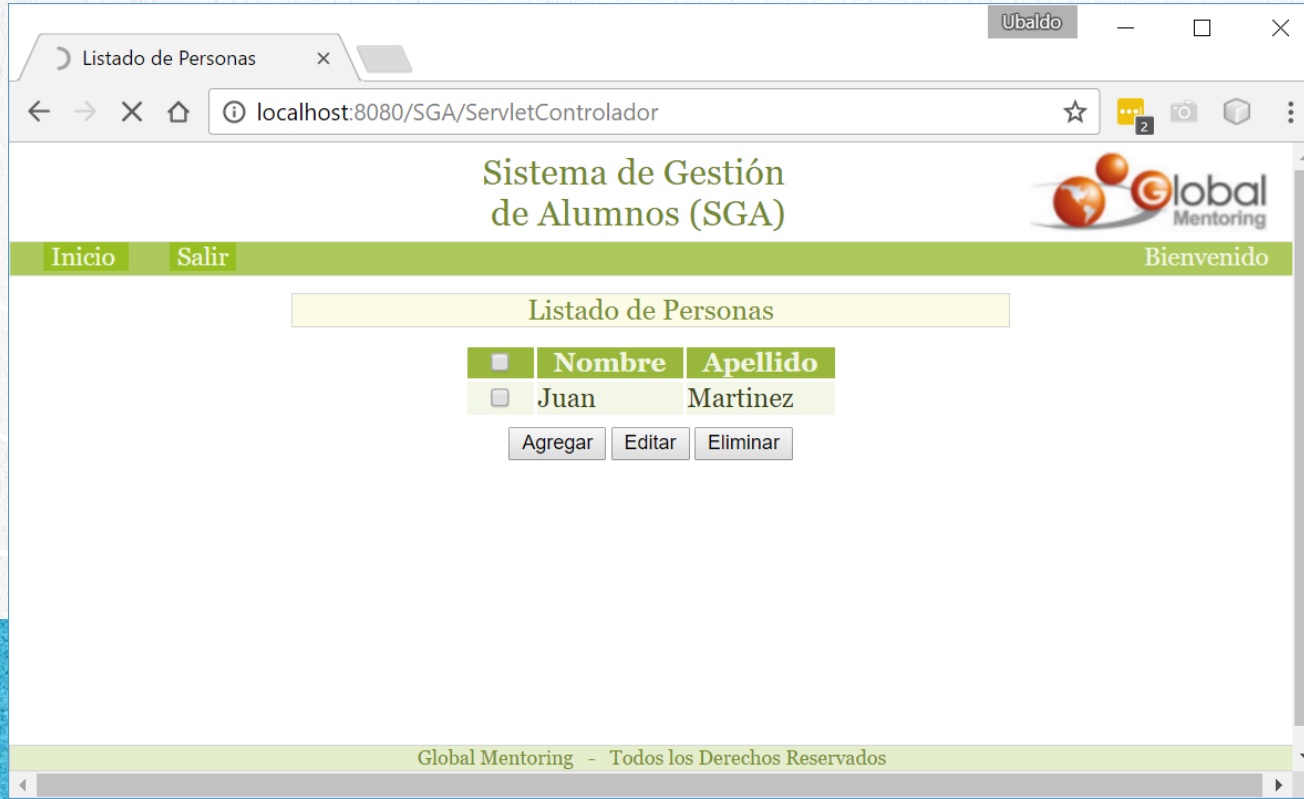 Ubaldo
Listado de Personas
localhost:8080/SGA/ServletControlador
2
Sistema de Gestión
de Alumnos (SGA)
Global
Mentoring
Inicio Salir Bienvenido
Listado de Personas
Nombre Apellido
Juan Martinez
Agregar Editar Eliminar
Global Mentoring - Todos los Derechos Reservados